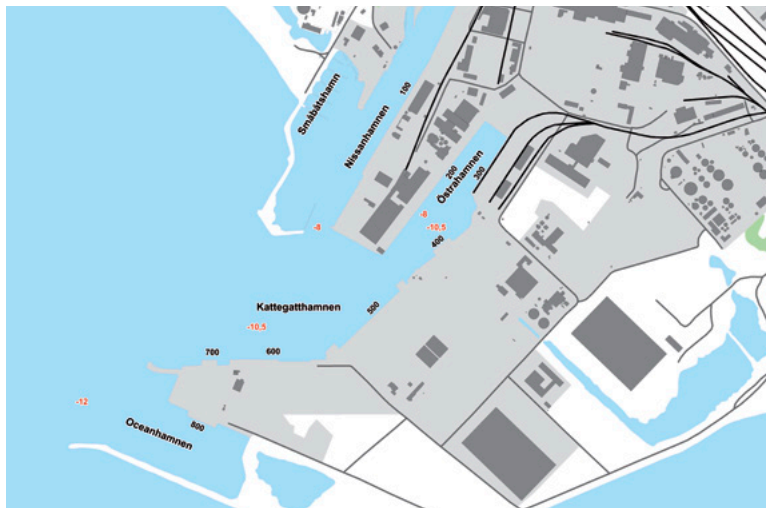 Småbåtshamn
Nissanhamnen
100
200
Östrahamnen
300
-8
-8
-10.5
400
Kattegatthamnen
500
-10.5
700
600
-12
Oceanhamnen
800